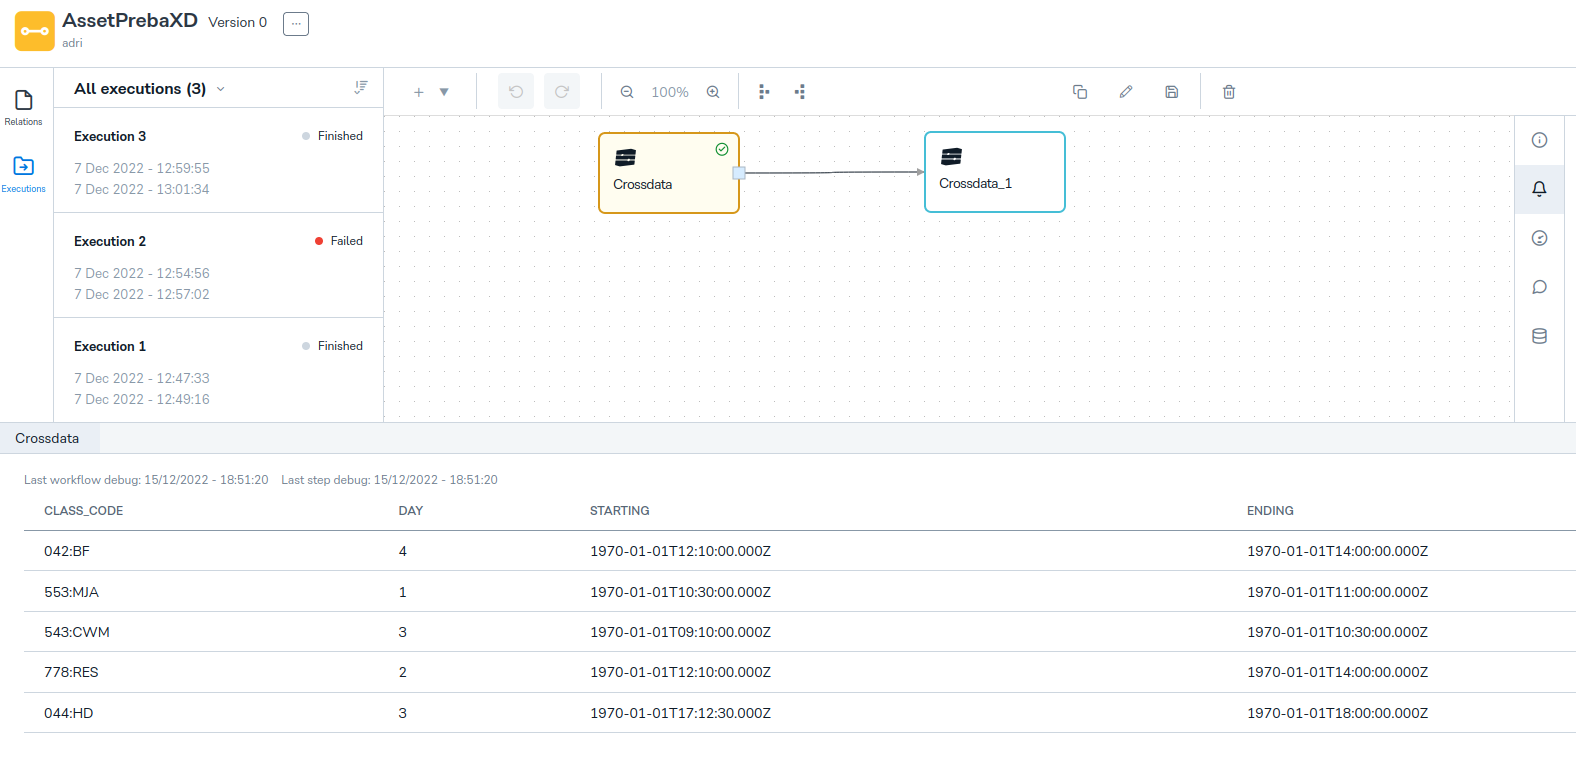 AssetPrebaXD Version 0 ...
adri
Relations
Executions
All executions (3)
Execution 3 Finished
7 Dec 2022 - 12:59:55
7 Dec 2022 - 13:01:34
Execution 2 Failed
7 Dec 2022 - 12:54:56
7 Dec 2022 - 12:57:02
Execution 1 Finished
7 Dec 2022 - 12:47:33
7 Dec 2022 - 12:49:16
100%
Crossdata
Crossdata_1
Crossdata
Last workflow debug: 15/12/2022 - 18:51:20 Last step debug: 15/12/2022 - 18:51:20
CLASS_CODE DAY STARTING ENDING
042:BF 4 1970-01-01T12:10:00.000Z 1970-01-01T14:00:00.000Z
553:MJA 1 1970-01-01T10:30:00.000Z 1970-01-01T11:00:00.000Z
543:CWM 3 1970-01-01T09:10:00.000Z 1970-01-01T10:30:00.000Z
778:RES 2 1970-01-01T12:10:00.000Z 1970-01-01T14:00:00.000Z
044:HD 3 1970-01-01T17:12:30.000Z 1970-01-01T18:00:00.000Z